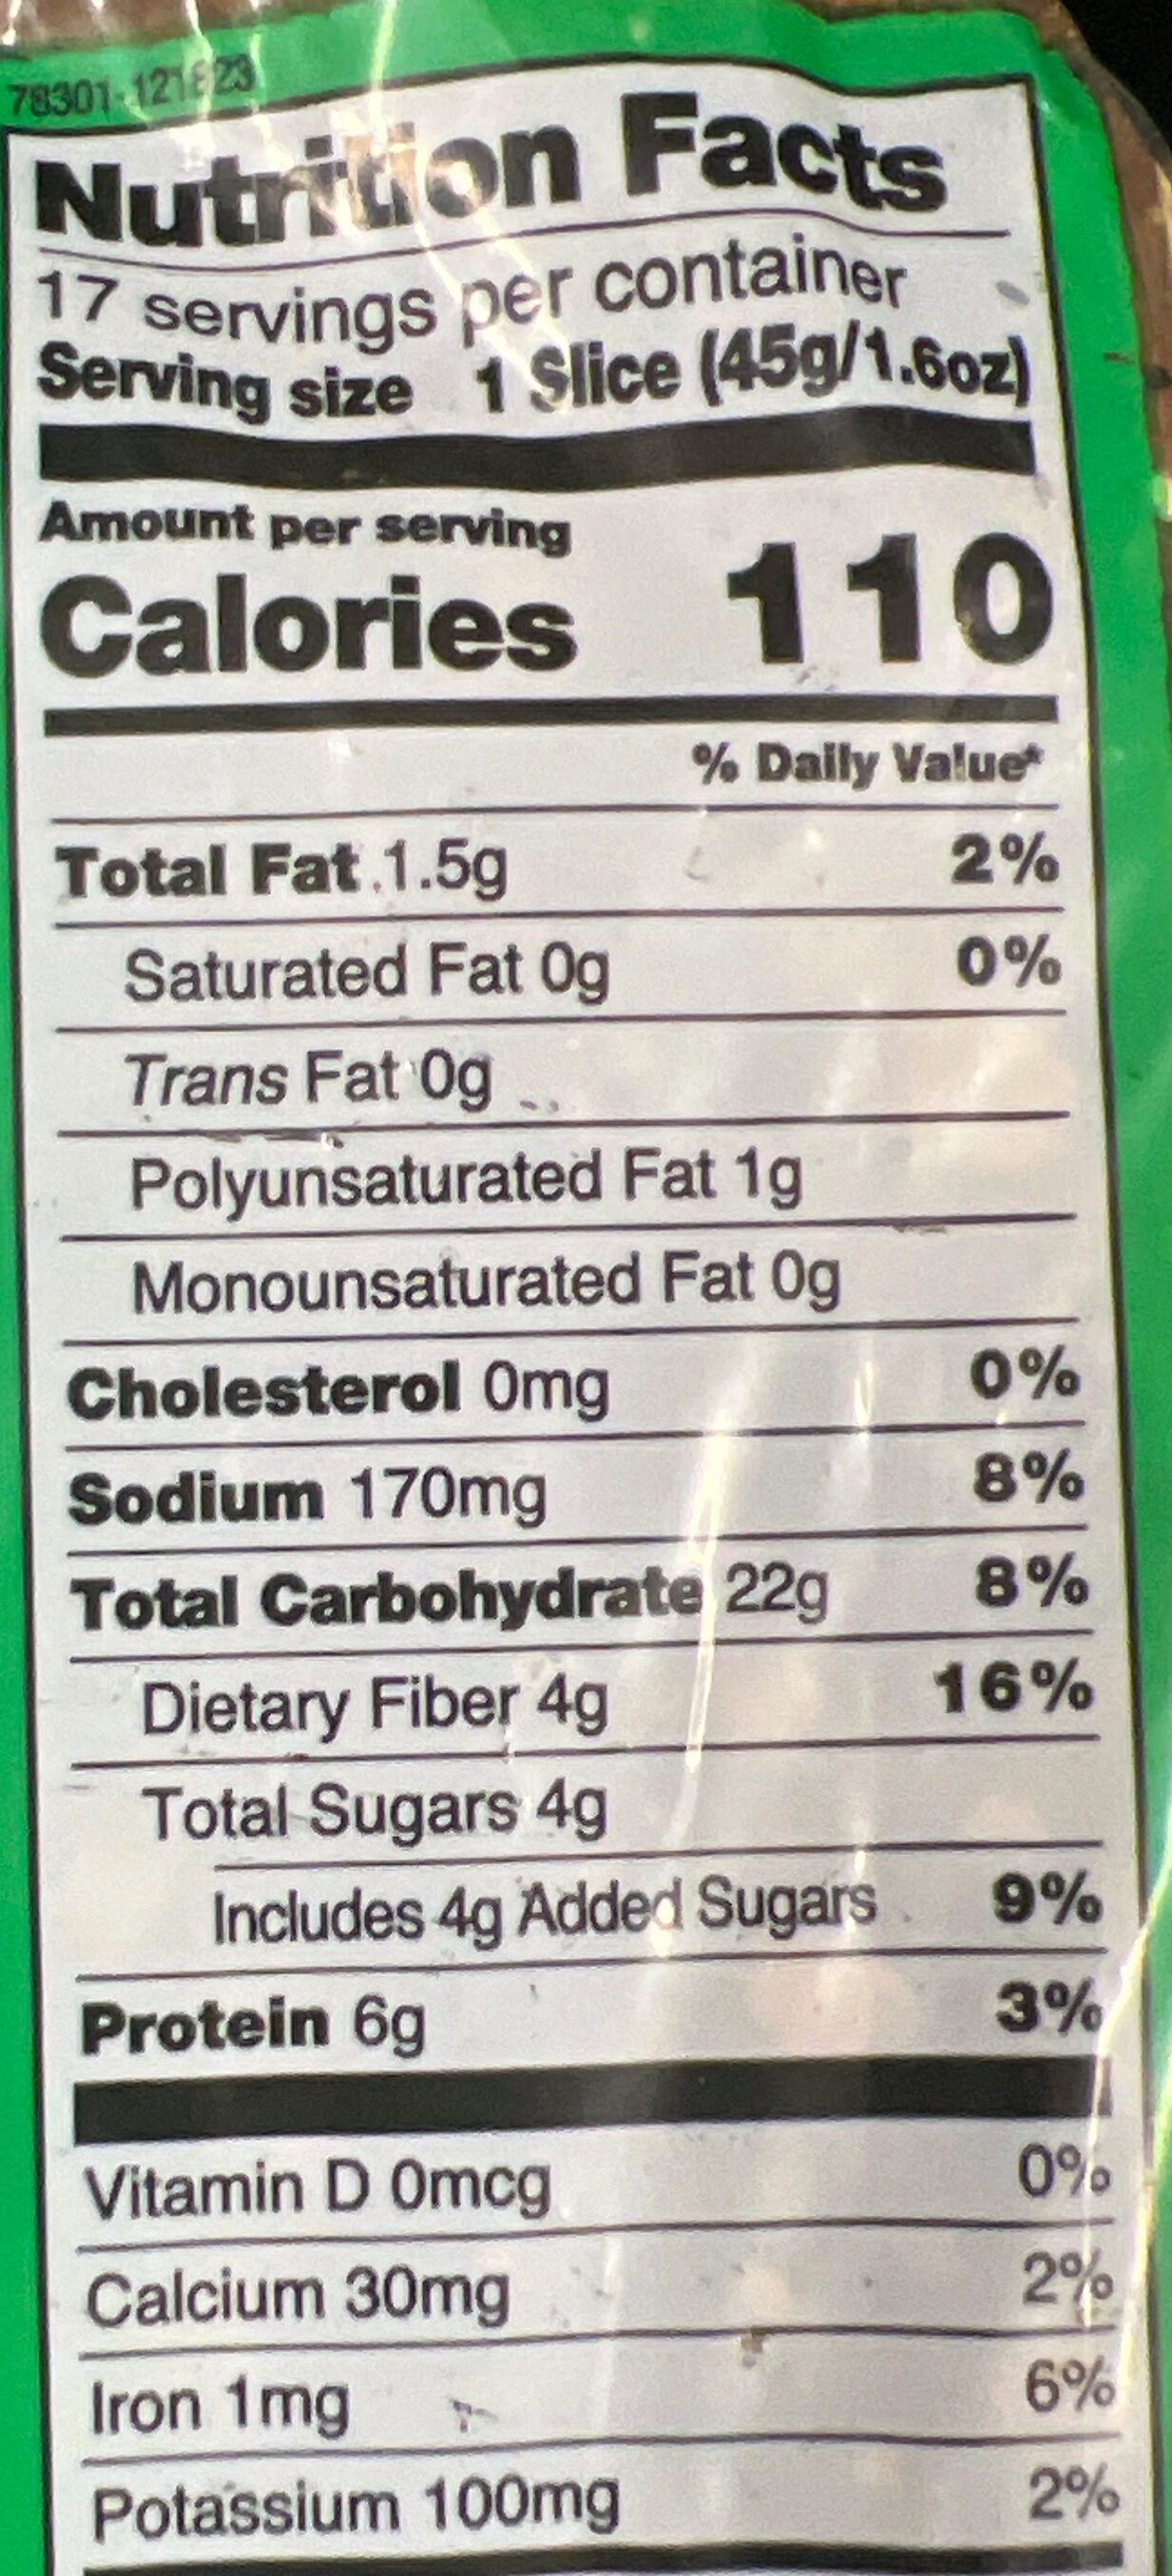 Nutrition Facts
17 servings per container
Serving size 1 Slice (45g/1.6oz)
Amount per serving
Calories 110
% Daily Value*
Total Fat 1.5g 2%
Saturated Fat 0g 0%
Trans Fat 0g
Polyunsaturated Fat 1g
Monounsaturated Fat 0g
Cholesterol 0mg 0%
Sodium 170mg 8%
Total Carbohydrate 22g 8%
Dietary Fiber 4g 16%
Total Sugars 4g
Includes 4g Added Sugars 9%
Protein 6g 3%
Vitamin D 0mcg 0%
Calcium 30mg 2%
Iron 1mg 6%
Potassium 100mg 2%